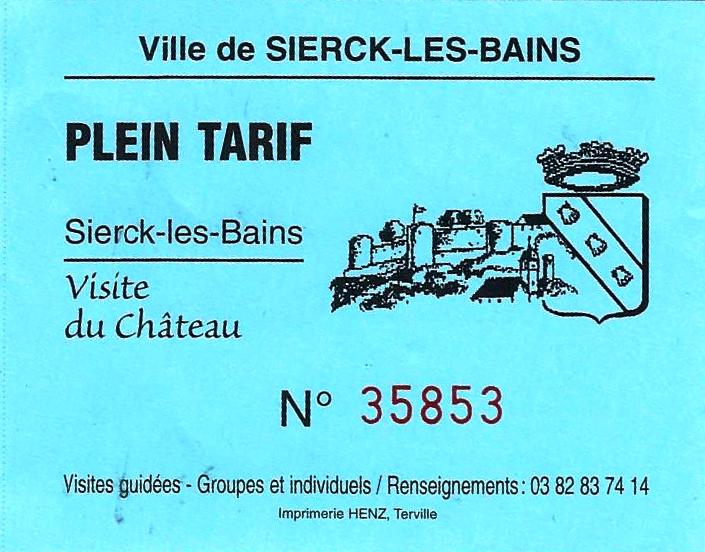 Ville de SIERCK-LES-BAINS
PLEIN TARIF
Sierck-les-Bains
Visite
du Château
N° 35853
Visites guidées - Groupes et individuels / Renseignements : 03 82 83 74 14
Imprimerie HENZ, Terville